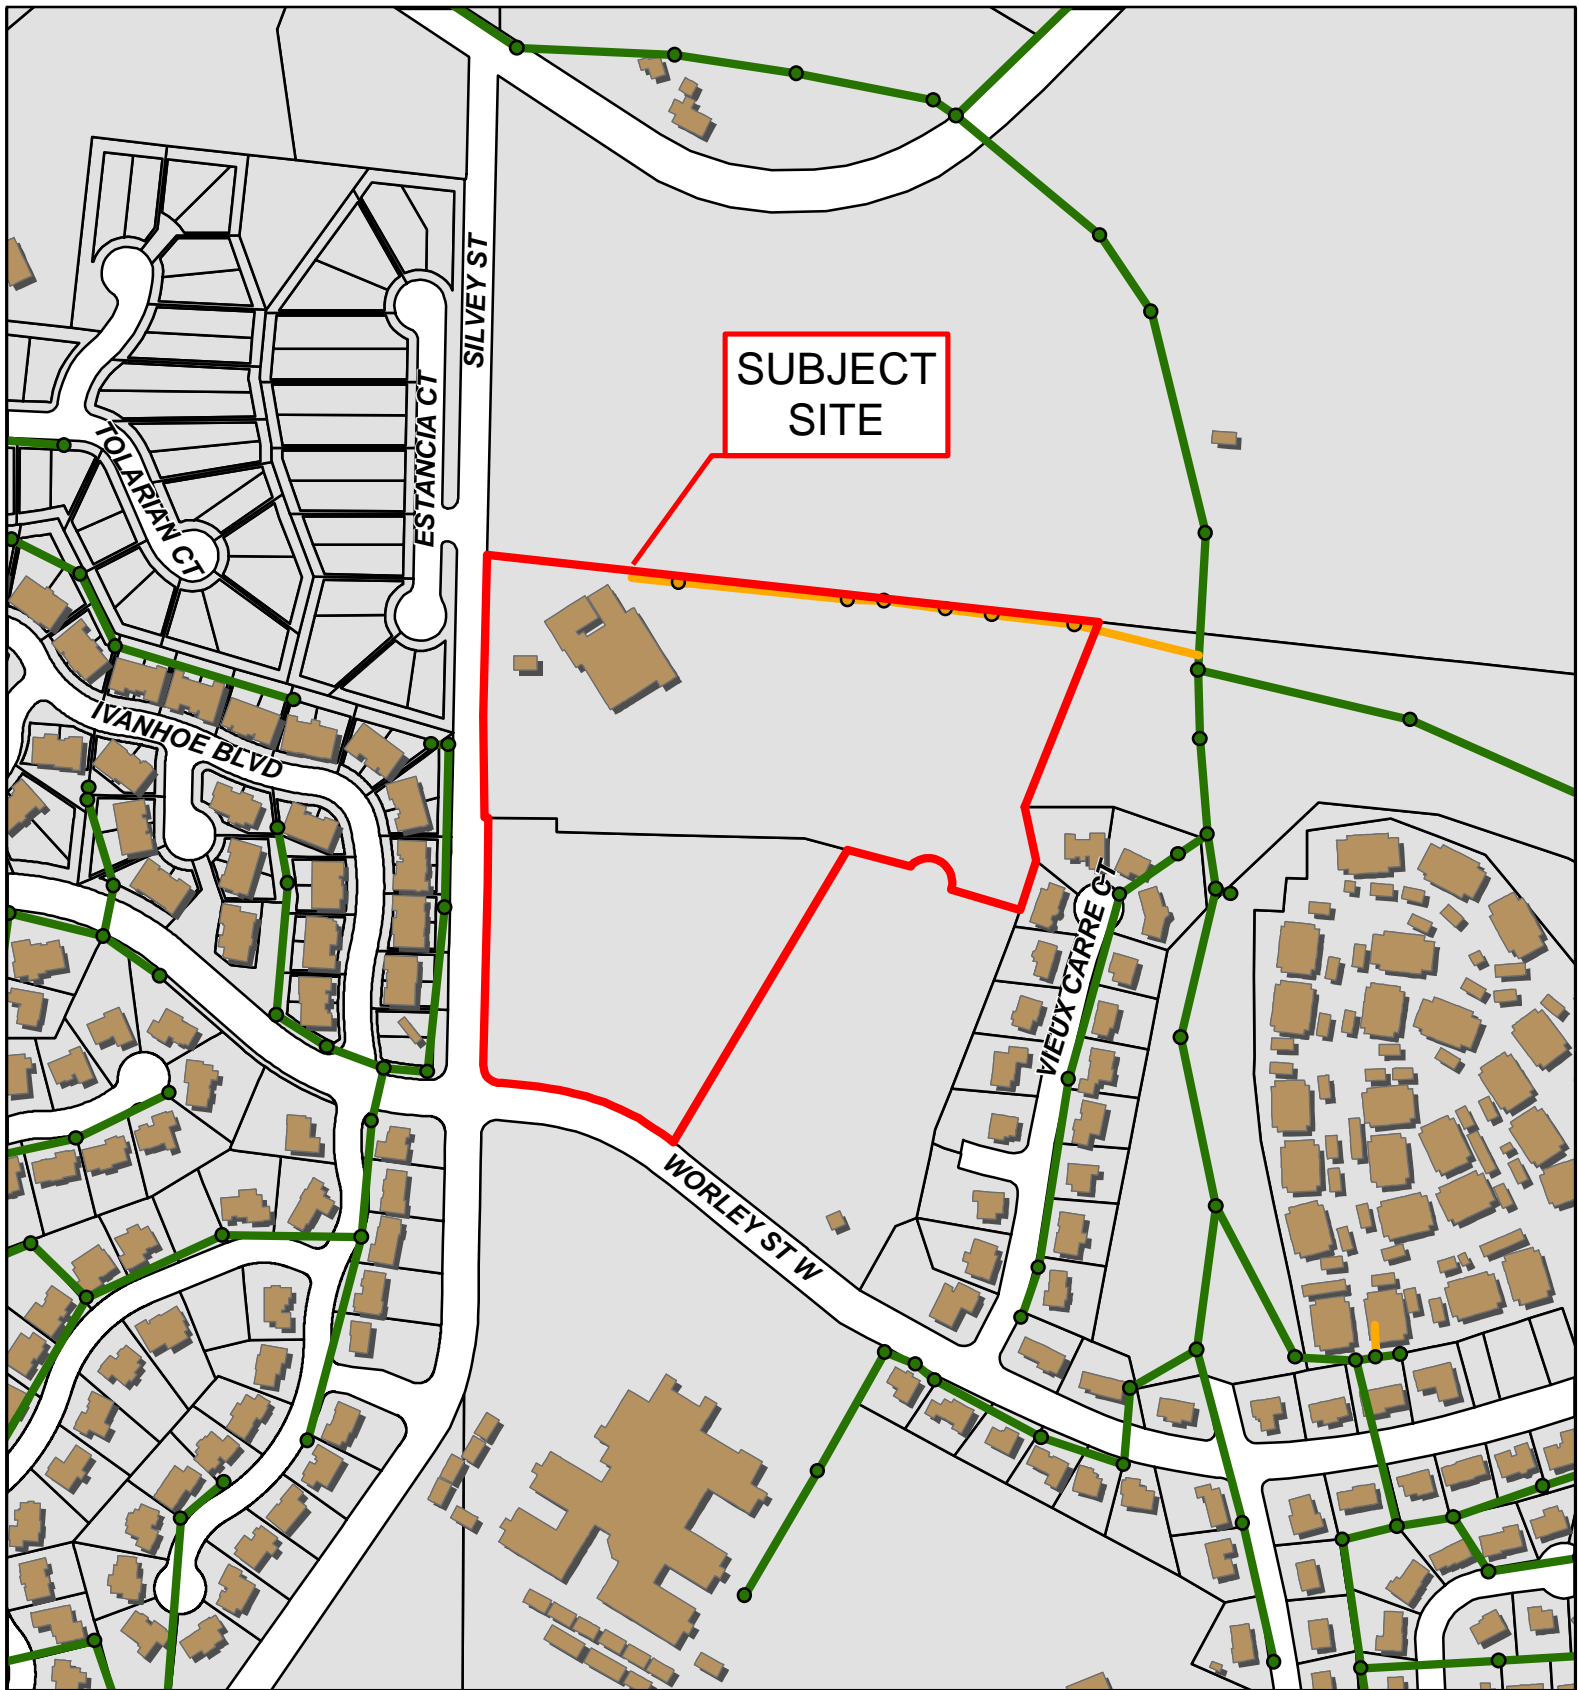 SILVEY ST
SUBJECT
SITE
ESTANCIA CT
TOLARIAN CT
IVANHOE BLVD
VIEUX CARRE CT
WORLEY ST W